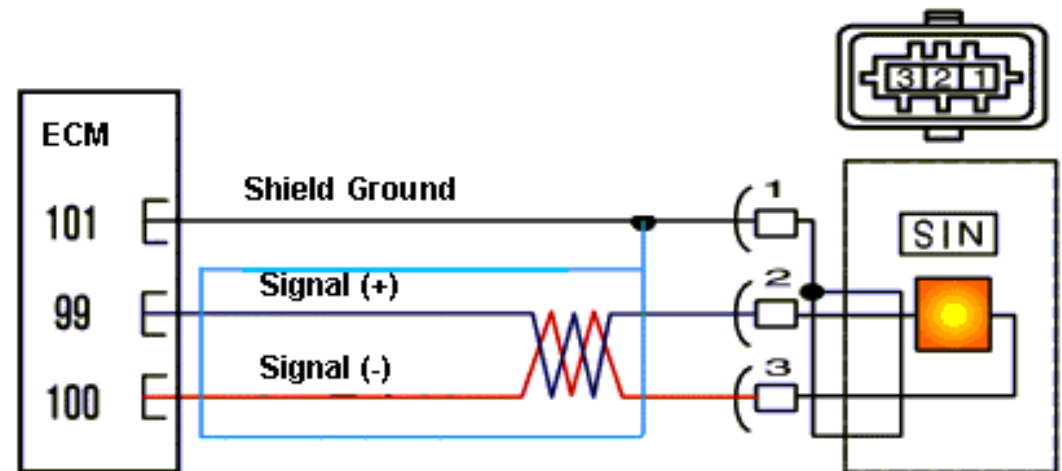 3 2 1
ECM
Shield Ground
101
1
SIN
Signal (+)
99
2
Signal (-)
100
3